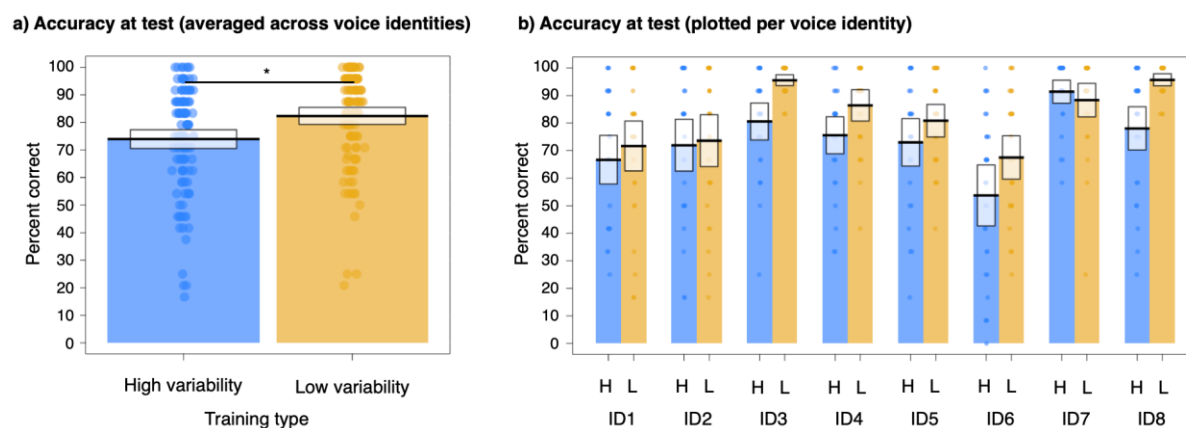 a) Accuracy at test (averaged across voice identities)
Percent correct
100
90
80
70
60
50
40
30
20
10
0
*
High variability Low variability
Training type
b) Accuracy at test (plotted per voice identity)
Percent correct
100
90
80
70
60
50
40
30
20
10
0
H L H L H L H L H L H L H L H L
ID1 ID2 ID3 ID4 ID5 ID6 ID7 ID8